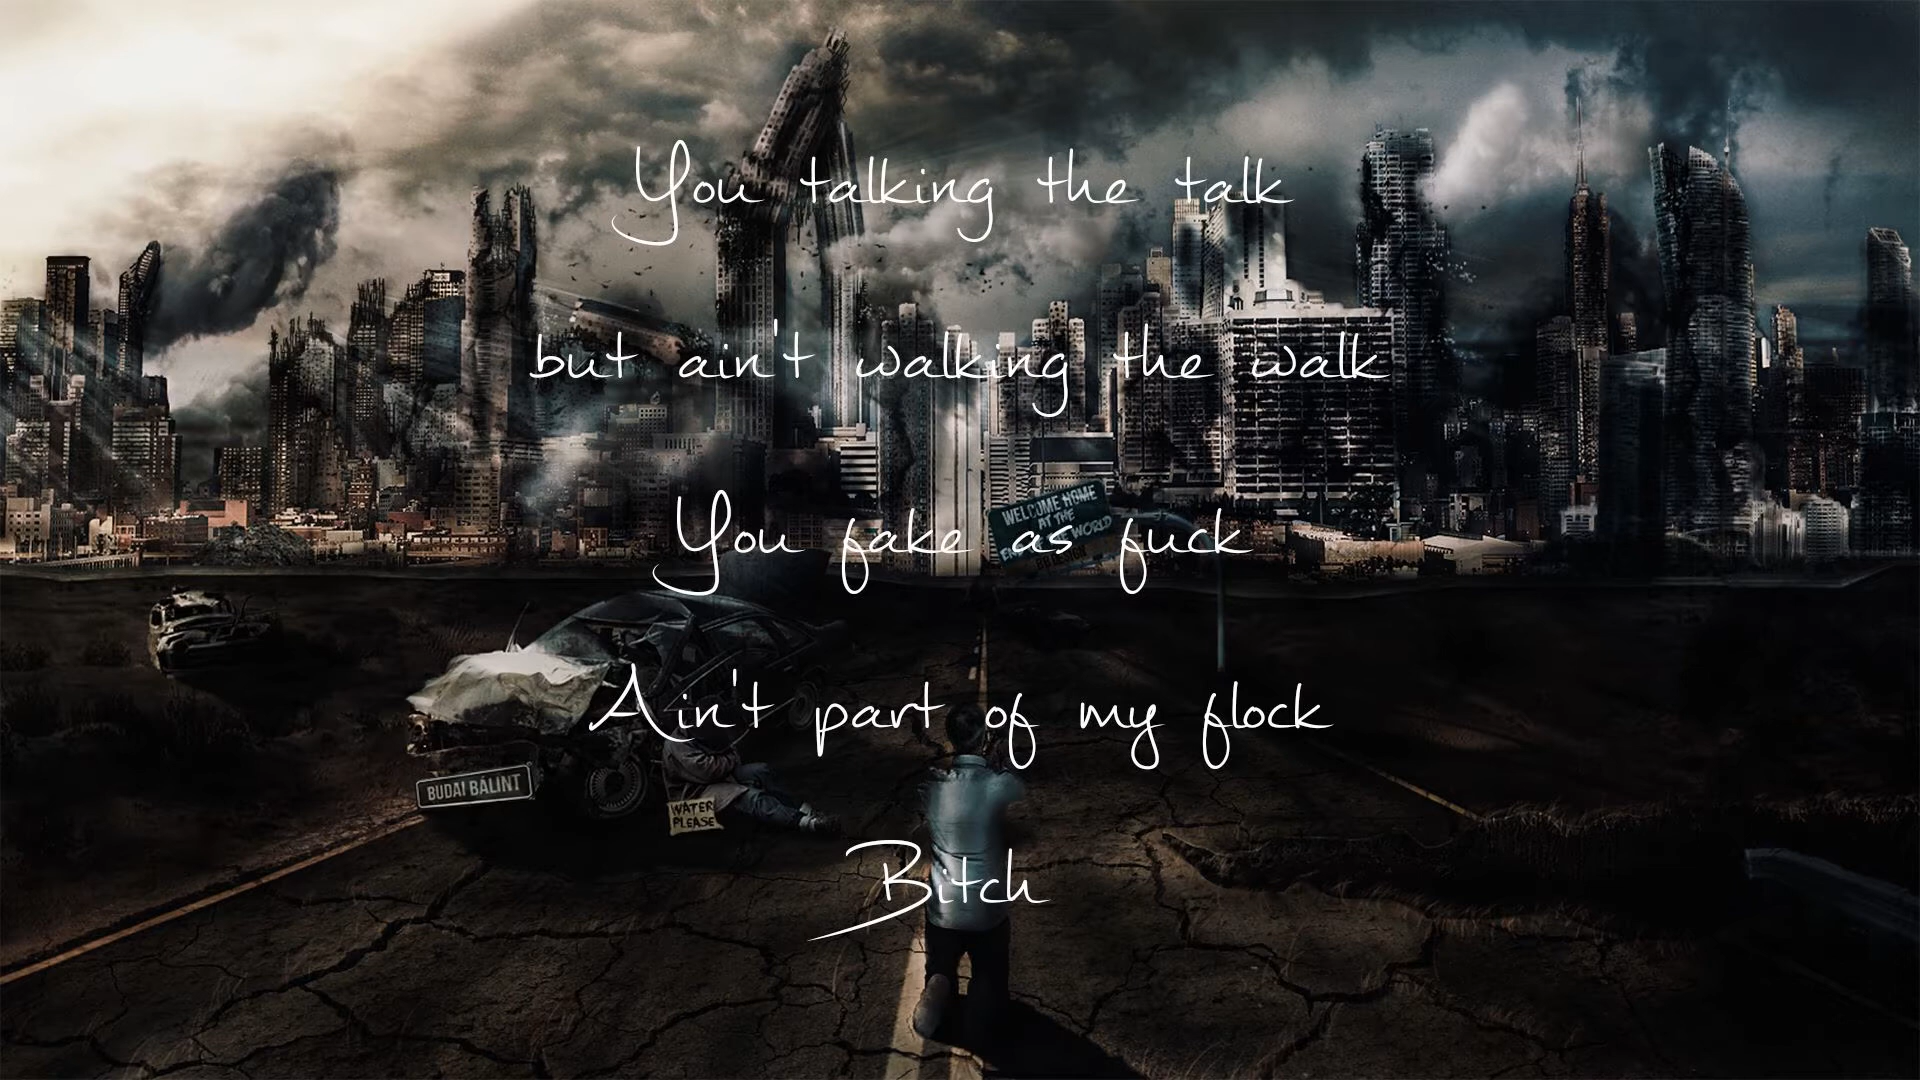 You talking the talk
but ain't walking the walk
You fake as fuck
WELCOME HOME
AT THE
WORLD
Ain't part of my flock
BUDAI BÁLINT
WATER
PLEASE
Bitch